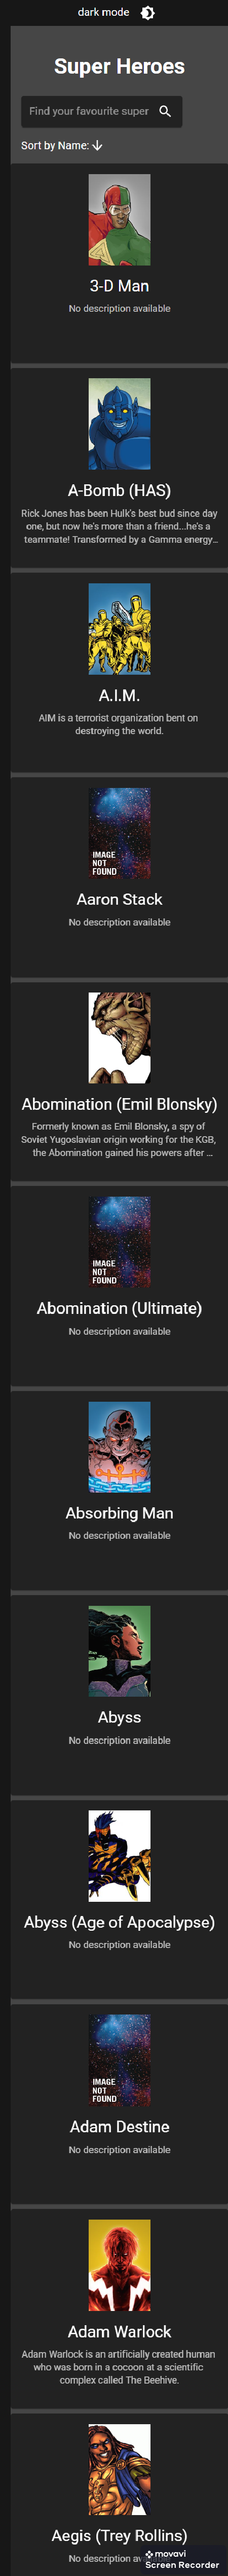 dark mode
Super Heroes
Find your favourite super
Sort by Name:
3-D Man
No description available
A-Bomb (HAS)
Rick Jones has been Hulk's best bud since day
one, but now he's more than a friend...he's a
teammate! Transformed by a Gamma energy...
A.I.M.
AIM is a terrorist organization bent on
destroying the world.
IMAGE
NOT
FOUND
Aaron Stack
No description available
Abomination (Emil Blonsky)
Formerly known as Emil Blonsky, a spy of
Soviet Yugoslavian origin working for the KGB,
the Abomination gained his powers after ...
IMAGE
NOT
FOUND
Abomination (Ultimate)
No description available
Absorbing Man
No description available
Abyss
No description available
Abyss (Age of Apocalypse)
No description available
IMAGE
NOT
FOUND
Adam Destine
No description available
Adam Warlock
Adam Warlock is an artificially created human
who was born in a cocoon at a scientific
complex called The Beehive.
Aegis (Trey Rollins)
No description
movavi
Screen Recorder